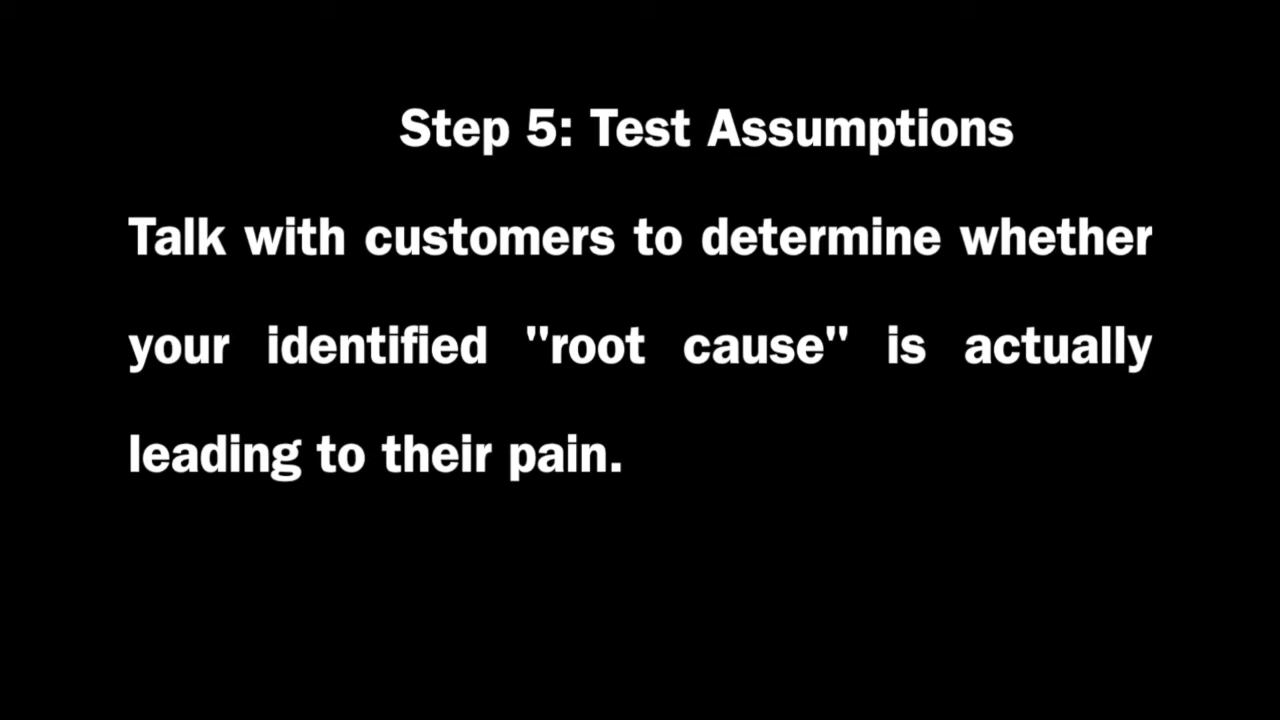 Step 5: Test Assumptions
Talk with customers to determine whether
your identified "root cause" is actually
leading to their pain.